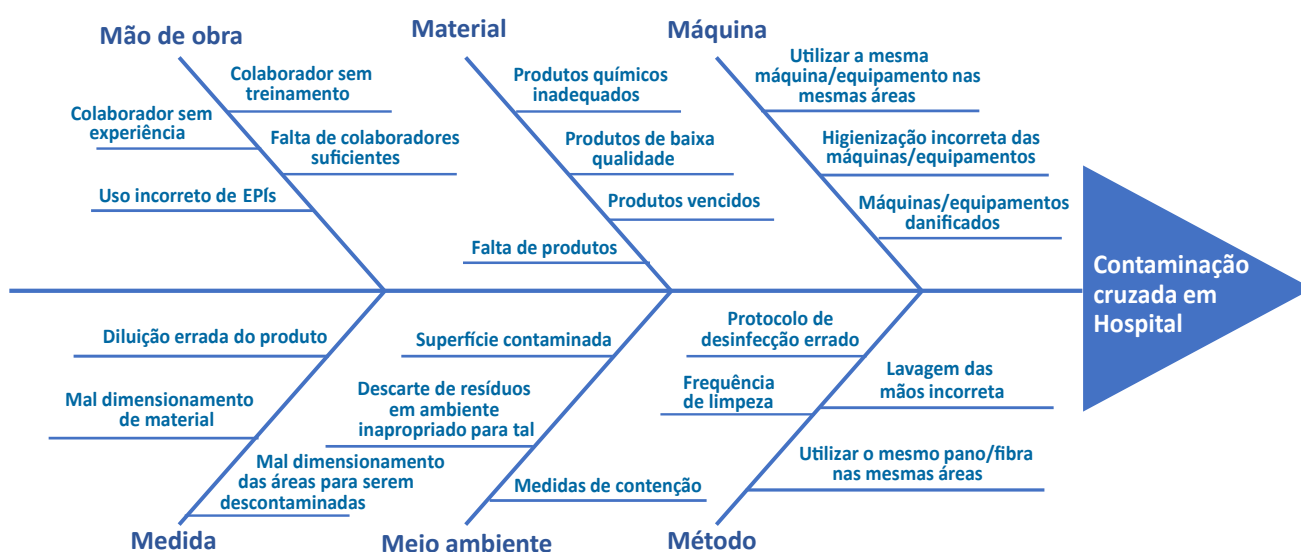 Mão de obra
Colaborador sem
treinamento
Colaborador sem
experiência
Falta de colaboradores
suficientes
Uso incorreto de EPIs
Material
Produtos químicos
inadequados
Produtos de baixa
qualidade
Produtos vencidos
Falta de produtos
Máquina
Utilizar a mesma
máquina/equipamento nas
mesmas áreas
Higienização incorreta das
máquinas/equipamentos
Máquinas/equipamentos
danificados
Contaminação
cruzada em
Hospital
Diluição errada do produto
Mal dimensionamento
de material
Mal dimensionamento
das áreas para serem
descontaminadas
Medida
Superfície contaminada
Descarte de resíduos
em ambiente
inapropriado para tal
Medidas de contenção
Meio ambiente
Protocolo de
desinfecção errado
Frequência
de limpeza
Lavagem das
mãos incorreta
Utilizar o mesmo pano/fibra
nas mesmas áreas
Método